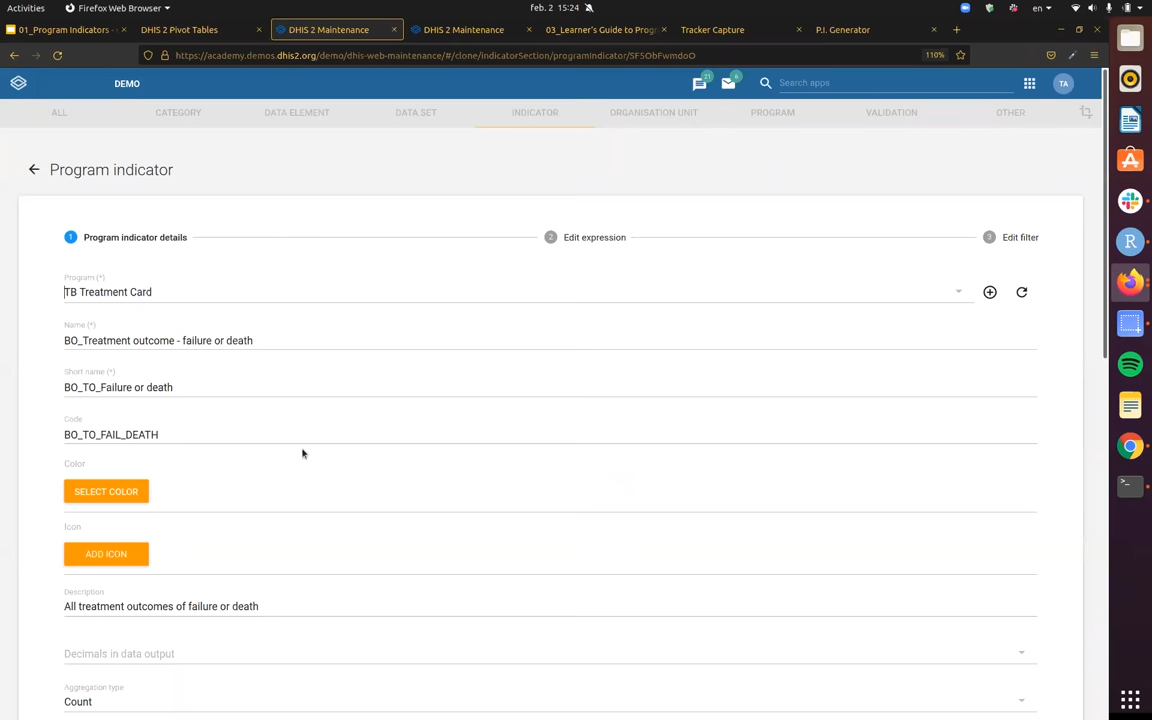 Activities Firefox Web Browser feb. 2 15:24 en
01_Program Indicators - DHIS 2 Pivot Tables DHIS 2 Maintenance DHIS 2 Maintenance 03_Learner's Guide to Progr Tracker Capture P.I. Generator
https://academy.demos.dhis2.org/demo/dhis-web-maintenance/#/clone/indicatorSection/programIndicator/SF5ObFwmdoO 110%
DEMO 21 6 Search apps TA
ALL CATEGORY DATA ELEMENT DATA SET INDICATOR ORGANISATION UNIT PROGRAM VALIDATION OTHER
Program indicator
1 Program indicator details 2 Edit expression 3 Edit filter
Program (*)
TB Treatment Card
Name (*)
BO_Treatment outcome - failure or death
Short name (*)
BO_TO_Failure or death
Code
BO_TO_FAIL_DEATH
Color
SELECT COLOR
Icon
ADD ICON
Description
All treatment outcomes of failure or death
Decimals in data output
Aggregation type
Count